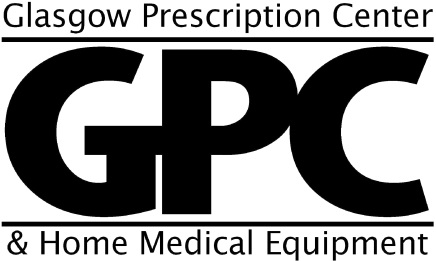 Glasgow Prescription Center
GPC
& Home Medical Equipment